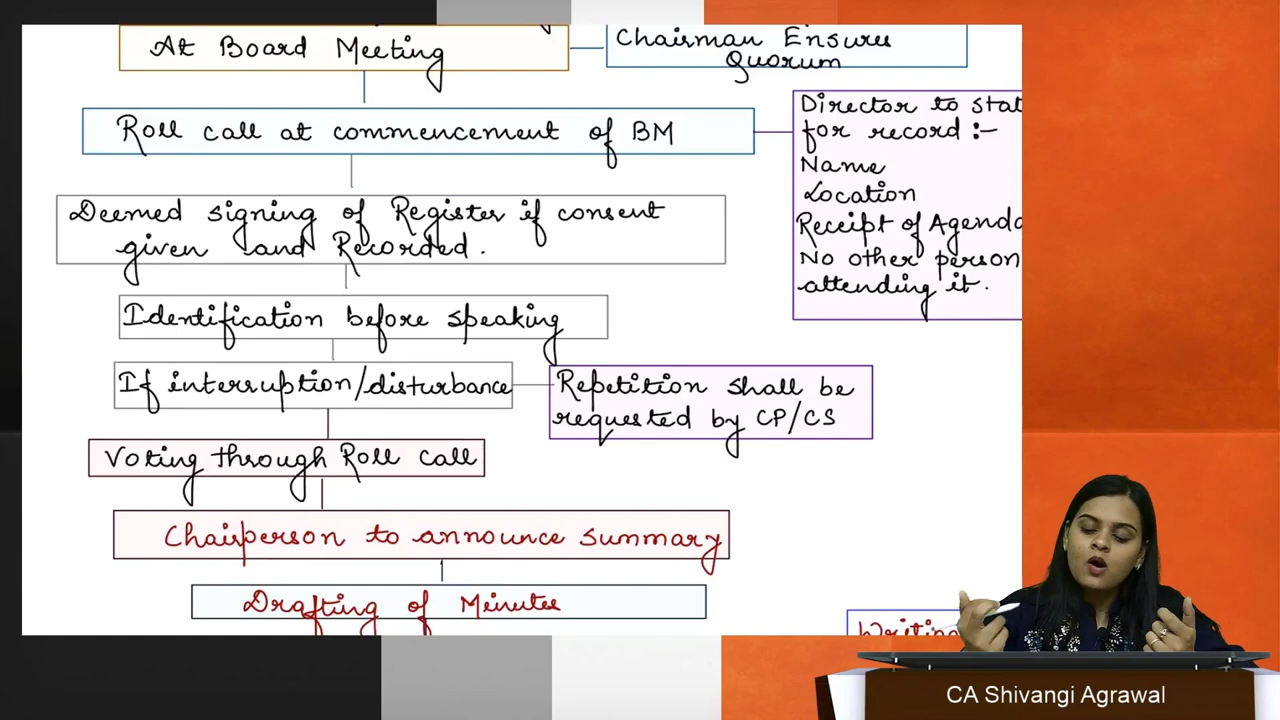 At Board Meeting
Chairman Ensures
Quorum
Roll call at commencement of BM
Director to stat
for record :-
Name
Location
Receipt of Agenda
No other person
attending it.
Deemed signing of Register if consent
given and Recorded.
Identification before speaking
If interruption/disturbance
Repetition shall be
requested by CP/CS
Voting through Roll call
Chairperson to announce summary
Drafting of Minutes
Writing
CA Shivangi Agrawal